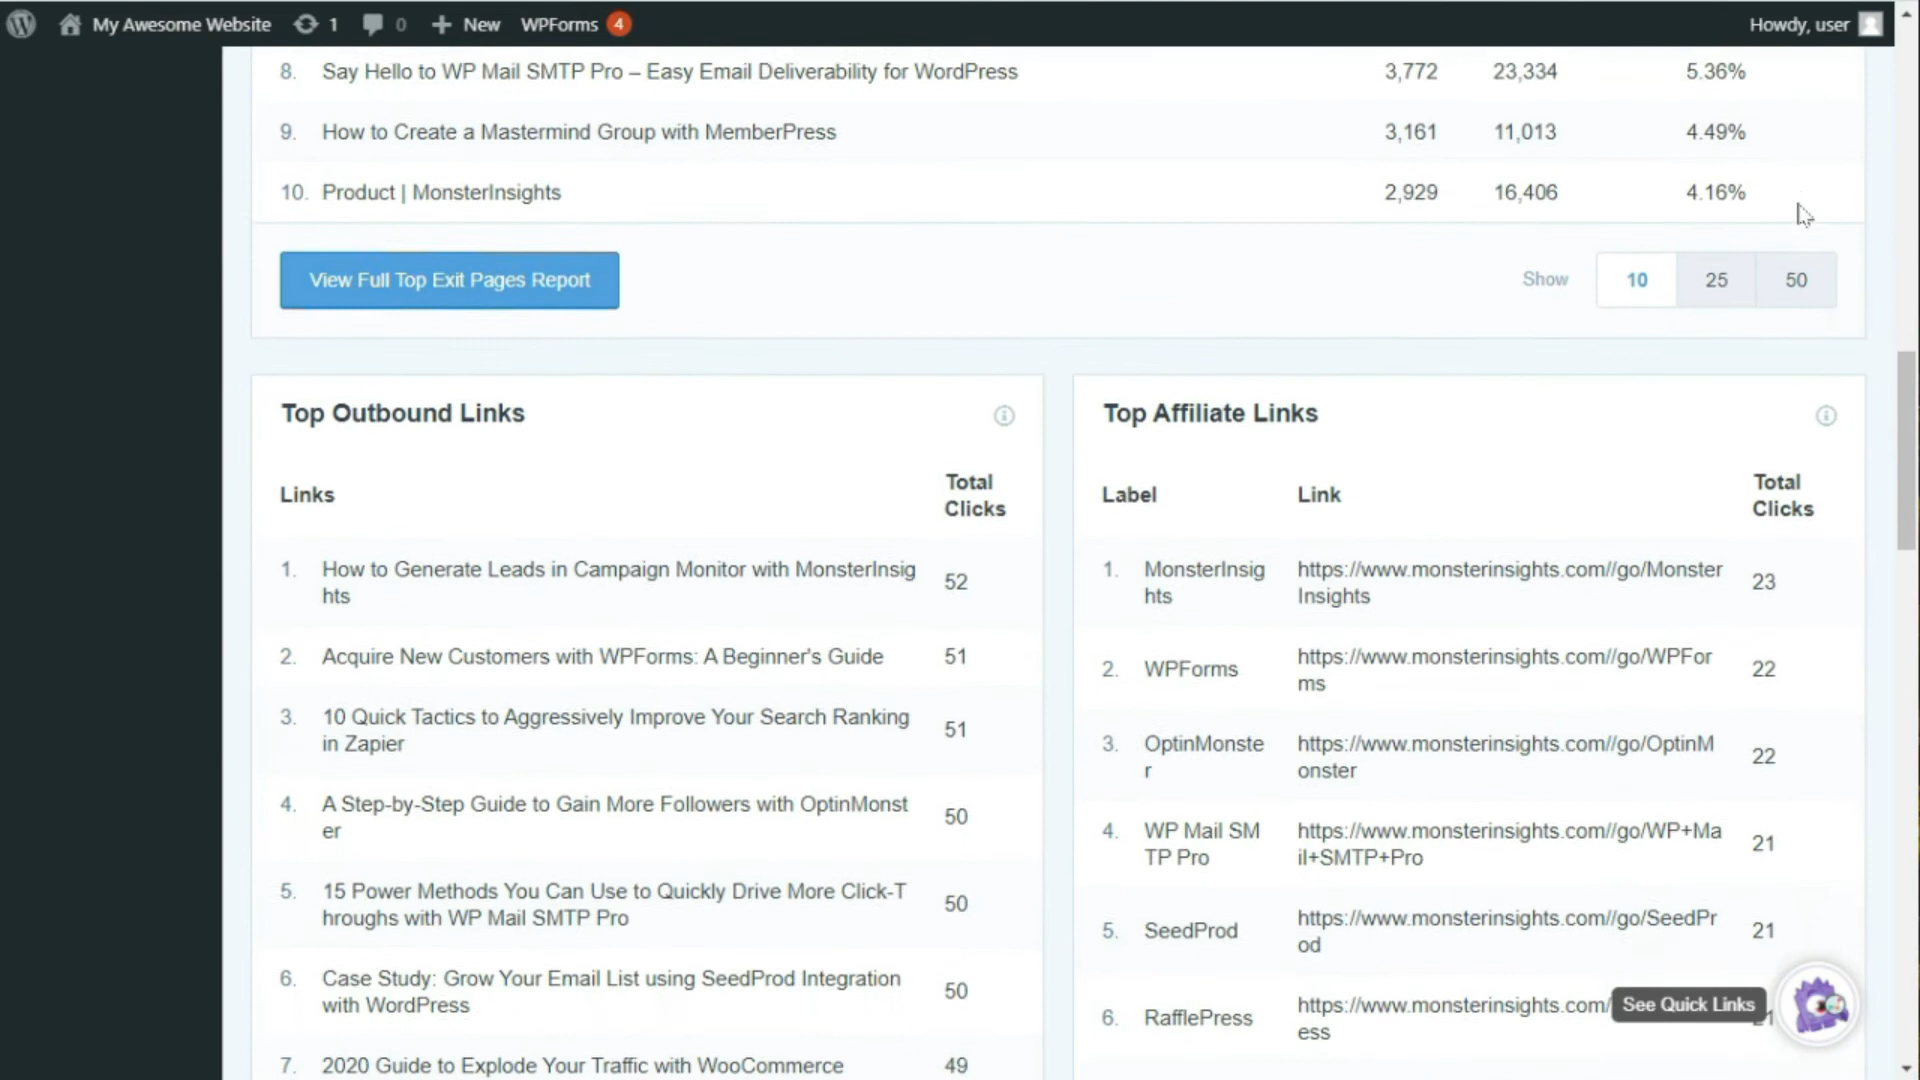 My Awesome Website 1 0 New WPForms 4 Howdy, user
8. Say Hello to WP Mail SMTP Pro – Easy Email Deliverability for WordPress 3,772 23,334 5.36%
9. How to Create a Mastermind Group with MemberPress 3,161 11,013 4.49%
10. Product | MonsterInsights 2,929 16,406 4.16%
View Full Top Exit Pages Report Show 10 25 50
Top Outbound Links
Links Total
Clicks
1. How to Generate Leads in Campaign Monitor with MonsterInsig
hts 52
2. Acquire New Customers with WPForms: A Beginner's Guide 51
3. 10 Quick Tactics to Aggressively Improve Your Search Ranking
in Zapier 51
4. A Step-by-Step Guide to Gain More Followers with OptinMonst
er 50
5. 15 Power Methods You Can Use to Quickly Drive More Click-T
hroughs with WP Mail SMTP Pro 50
6. Case Study: Grow Your Email List using SeedProd Integration
with WordPress 50
7. 2020 Guide to Explode Your Traffic with WooCommerce 49
Top Affiliate Links
Label Link Total
Clicks
1. MonsterInsig https://www.monsterinsights.com//go/Monster
hts Insights 23
2. WPForms https://www.monsterinsights.com//go/WPFor
ms 22
3. OptinMonste https://www.monsterinsights.com//go/OptinM
r onster 22
4. WP Mail SM https://www.monsterinsights.com//go/WP+Ma
TP Pro il+SMTP+Pro 21
5. SeedProd https://www.monsterinsights.com//go/SeedPr
od 21
6. RafflePress https://www.monsterinsights.com/
ess
See Quick Links